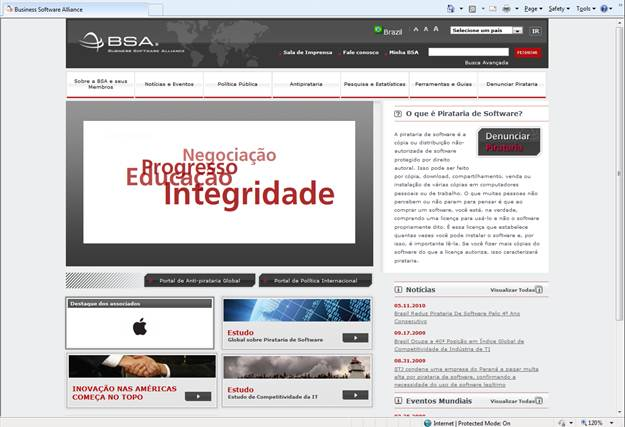 Business Software Alliance
Page
Safety
Tools
BSA
BUSINESS SOFTWARE ALLIANCE
Brazil
A A A
Selecione um país
IR
Sala de Imprensa
Fale conosco
Minha BSA
PESQUISAR
Busca Avançada
Sobre a BSA e seus
Membros
Notícias e Eventos
Política Pública
Antipirataria
Pesquisa e Estatísticas
Ferramentas e Guias
Denunciar Pirataria
Negociação
Progresso
Educação
Integridade
Portal de Anti-pirataria Global
Portal de Política Internacional
Destaque dos associados
Estudo
Global sobre Pirataria de Software
INOVAÇÃO NAS AMÉRICAS
COMEÇA NO TOPO
Estudo
Estudo de Competitividade da IT
O que é Pirataria de Software?
Denunciar
Pirataria
A pirataria de software é a
cópia ou distribuição não-
autorizada de software
protegido por direito
autoral. Isso pode ser feito
por cópia, download, compartilhamento, venda ou
instalação de várias cópias em computadores
pessoais ou de trabalho. O que muitas pessoas não
percebem ou não param para pensar é que ao
comprar um software, você está, na verdade,
comprando uma licença para usá-lo e não o software
propriamente dito. É essa licença que estabelece
quantas vezes você pode instalar o software e, por
isso, é importante lê-la. Se você fizer mais cópias do
software do que a licença autoriza, isso caracterizará
pirataria.
Notícias
Visualizar Todas
05.11.2010
Brasil Reduz Pirataria De Software Pelo 4º Ano
Consecutivo
09.17.2009
Brasil Ocupa a 40ª Posição em Índice Global de
Competitividade da Indústria de TI
08.31.2009
STJ condena uma empresa do Paraná a pagar multa
alta por pirataria de software, confirmando a
necessidade do uso de software legítimo
Eventos Mundiais
Visualizar Todas
Internet | Protected Mode: On
120%